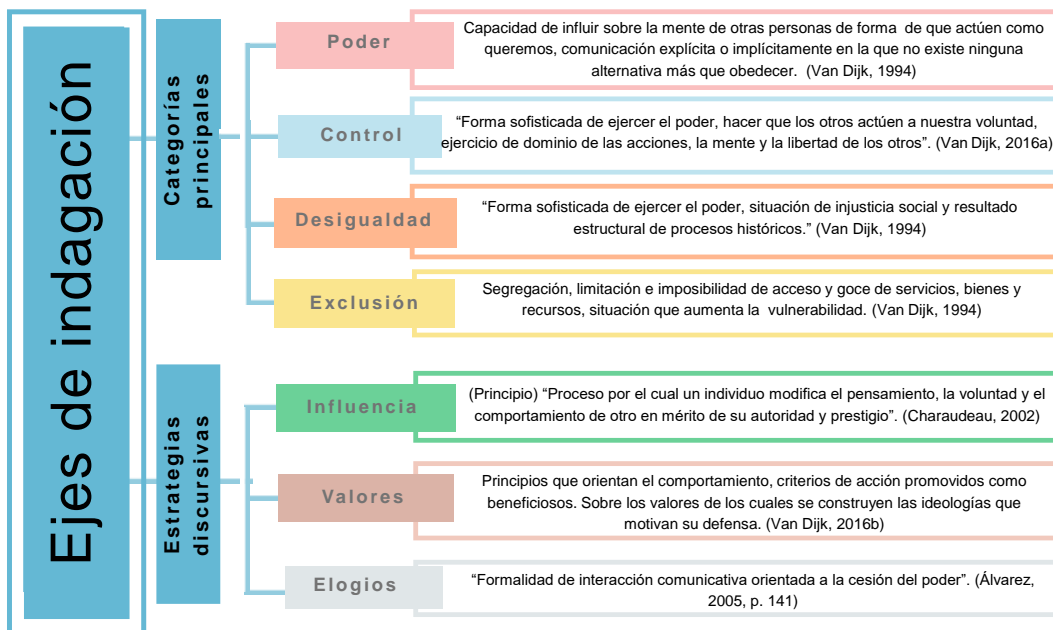 Ejes de indagación
Categorías
principales
Poder
Capacidad de influir sobre la mente de otras personas de forma de que actúen como
queremos, comunicación explícita o implícitamente en la que no existe ninguna
alternativa más que obedecer. (Van Dijk, 1994)
Control
“Forma sofisticada de ejercer el poder, hacer que los otros actúen a nuestra voluntad,
ejercicio de dominio de las acciones, la mente y la libertad de los otros”. (Van Dijk, 2016a)
Desigualdad
“Forma sofisticada de ejercer el poder, situación de injusticia social y resultado
estructural de procesos históricos.” (Van Dijk, 1994)
Exclusión
Segregación, limitación e imposibilidad de acceso y goce de servicios, bienes y
recursos, situación que aumenta la vulnerabilidad. (Van Dijk, 1994)
Estrategias
discursivas
Influencia
(Principio) “Proceso por el cual un individuo modifica el pensamiento, la voluntad y el
comportamiento de otro en mérito de su autoridad y prestigio”. (Charaudeau, 2002)
Valores
Principios que orientan el comportamiento, criterios de acción promovidos como
beneficiosos. Sobre los valores de los cuales se construyen las ideologías que
motivan su defensa. (Van Dijk, 2016b)
Elogios
“Formalidad de interacción comunicativa orientada a la cesión del poder”. (Álvarez,
2005, p. 141)